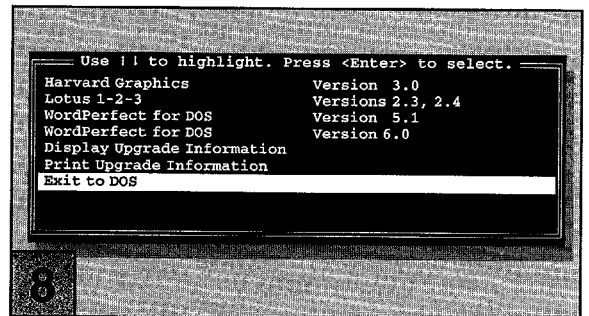 Use ↑↓ to highlight. Press <Enter> to select.
Harvard Graphics Version 3.0
Lotus 1-2-3 Versions 2.3, 2.4
WordPerfect for DOS Version 5.1
WordPerfect for DOS Version 6.0
Display Upgrade Information
Print Upgrade Information
Exit to DOS
8